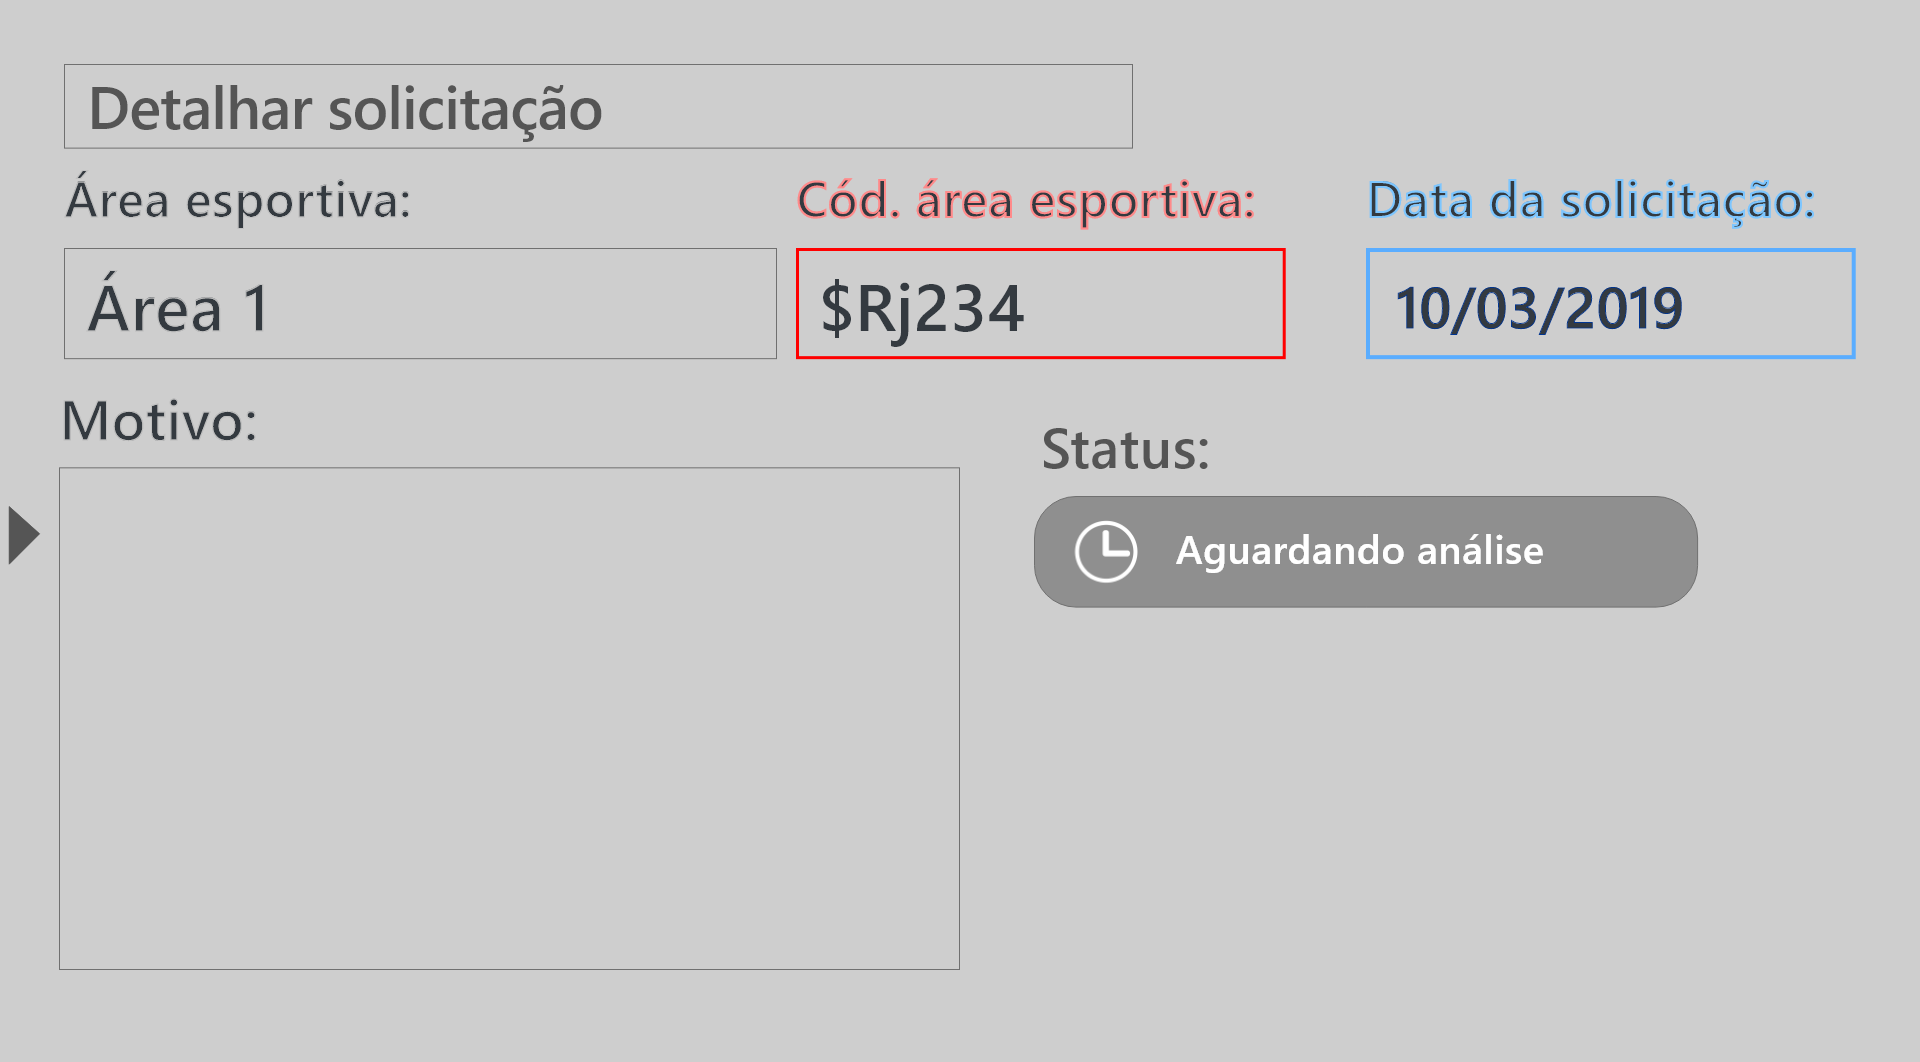 Detalhar solicitação
Área esportiva:
Cód. área esportiva:
Data da solicitação:
Área 1
$Rj234
10/03/2019
Motivo:
Status:
Aguardando análise